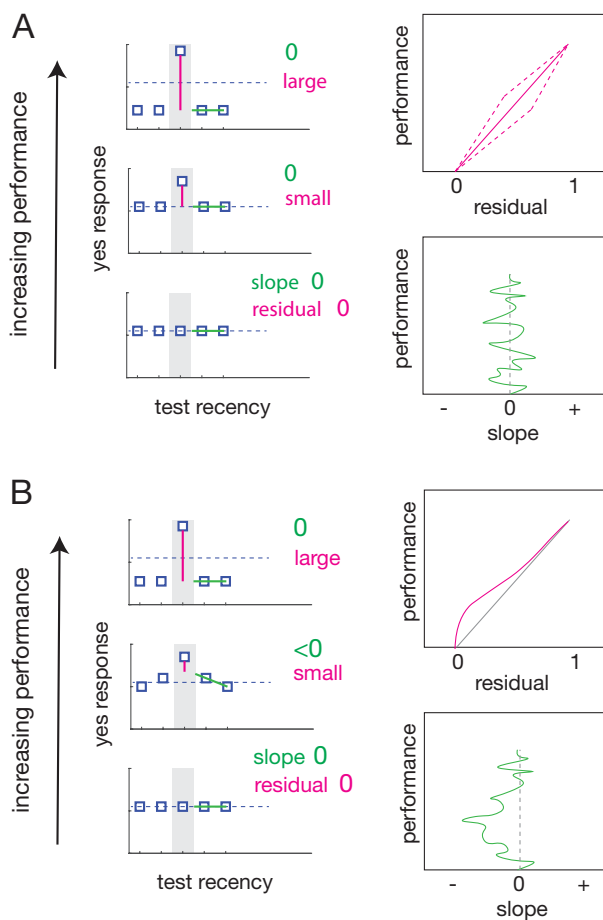 A
increasing performance
yes response
0
large
0
small
slope 0
residual 0
test recency
performance
0
1
residual
performance
- 0 +
slope
B
increasing performance
yes response
0
large
<0
small
slope 0
residual 0
test recency
performance
0
1
residual
performance
- 0 +
slope